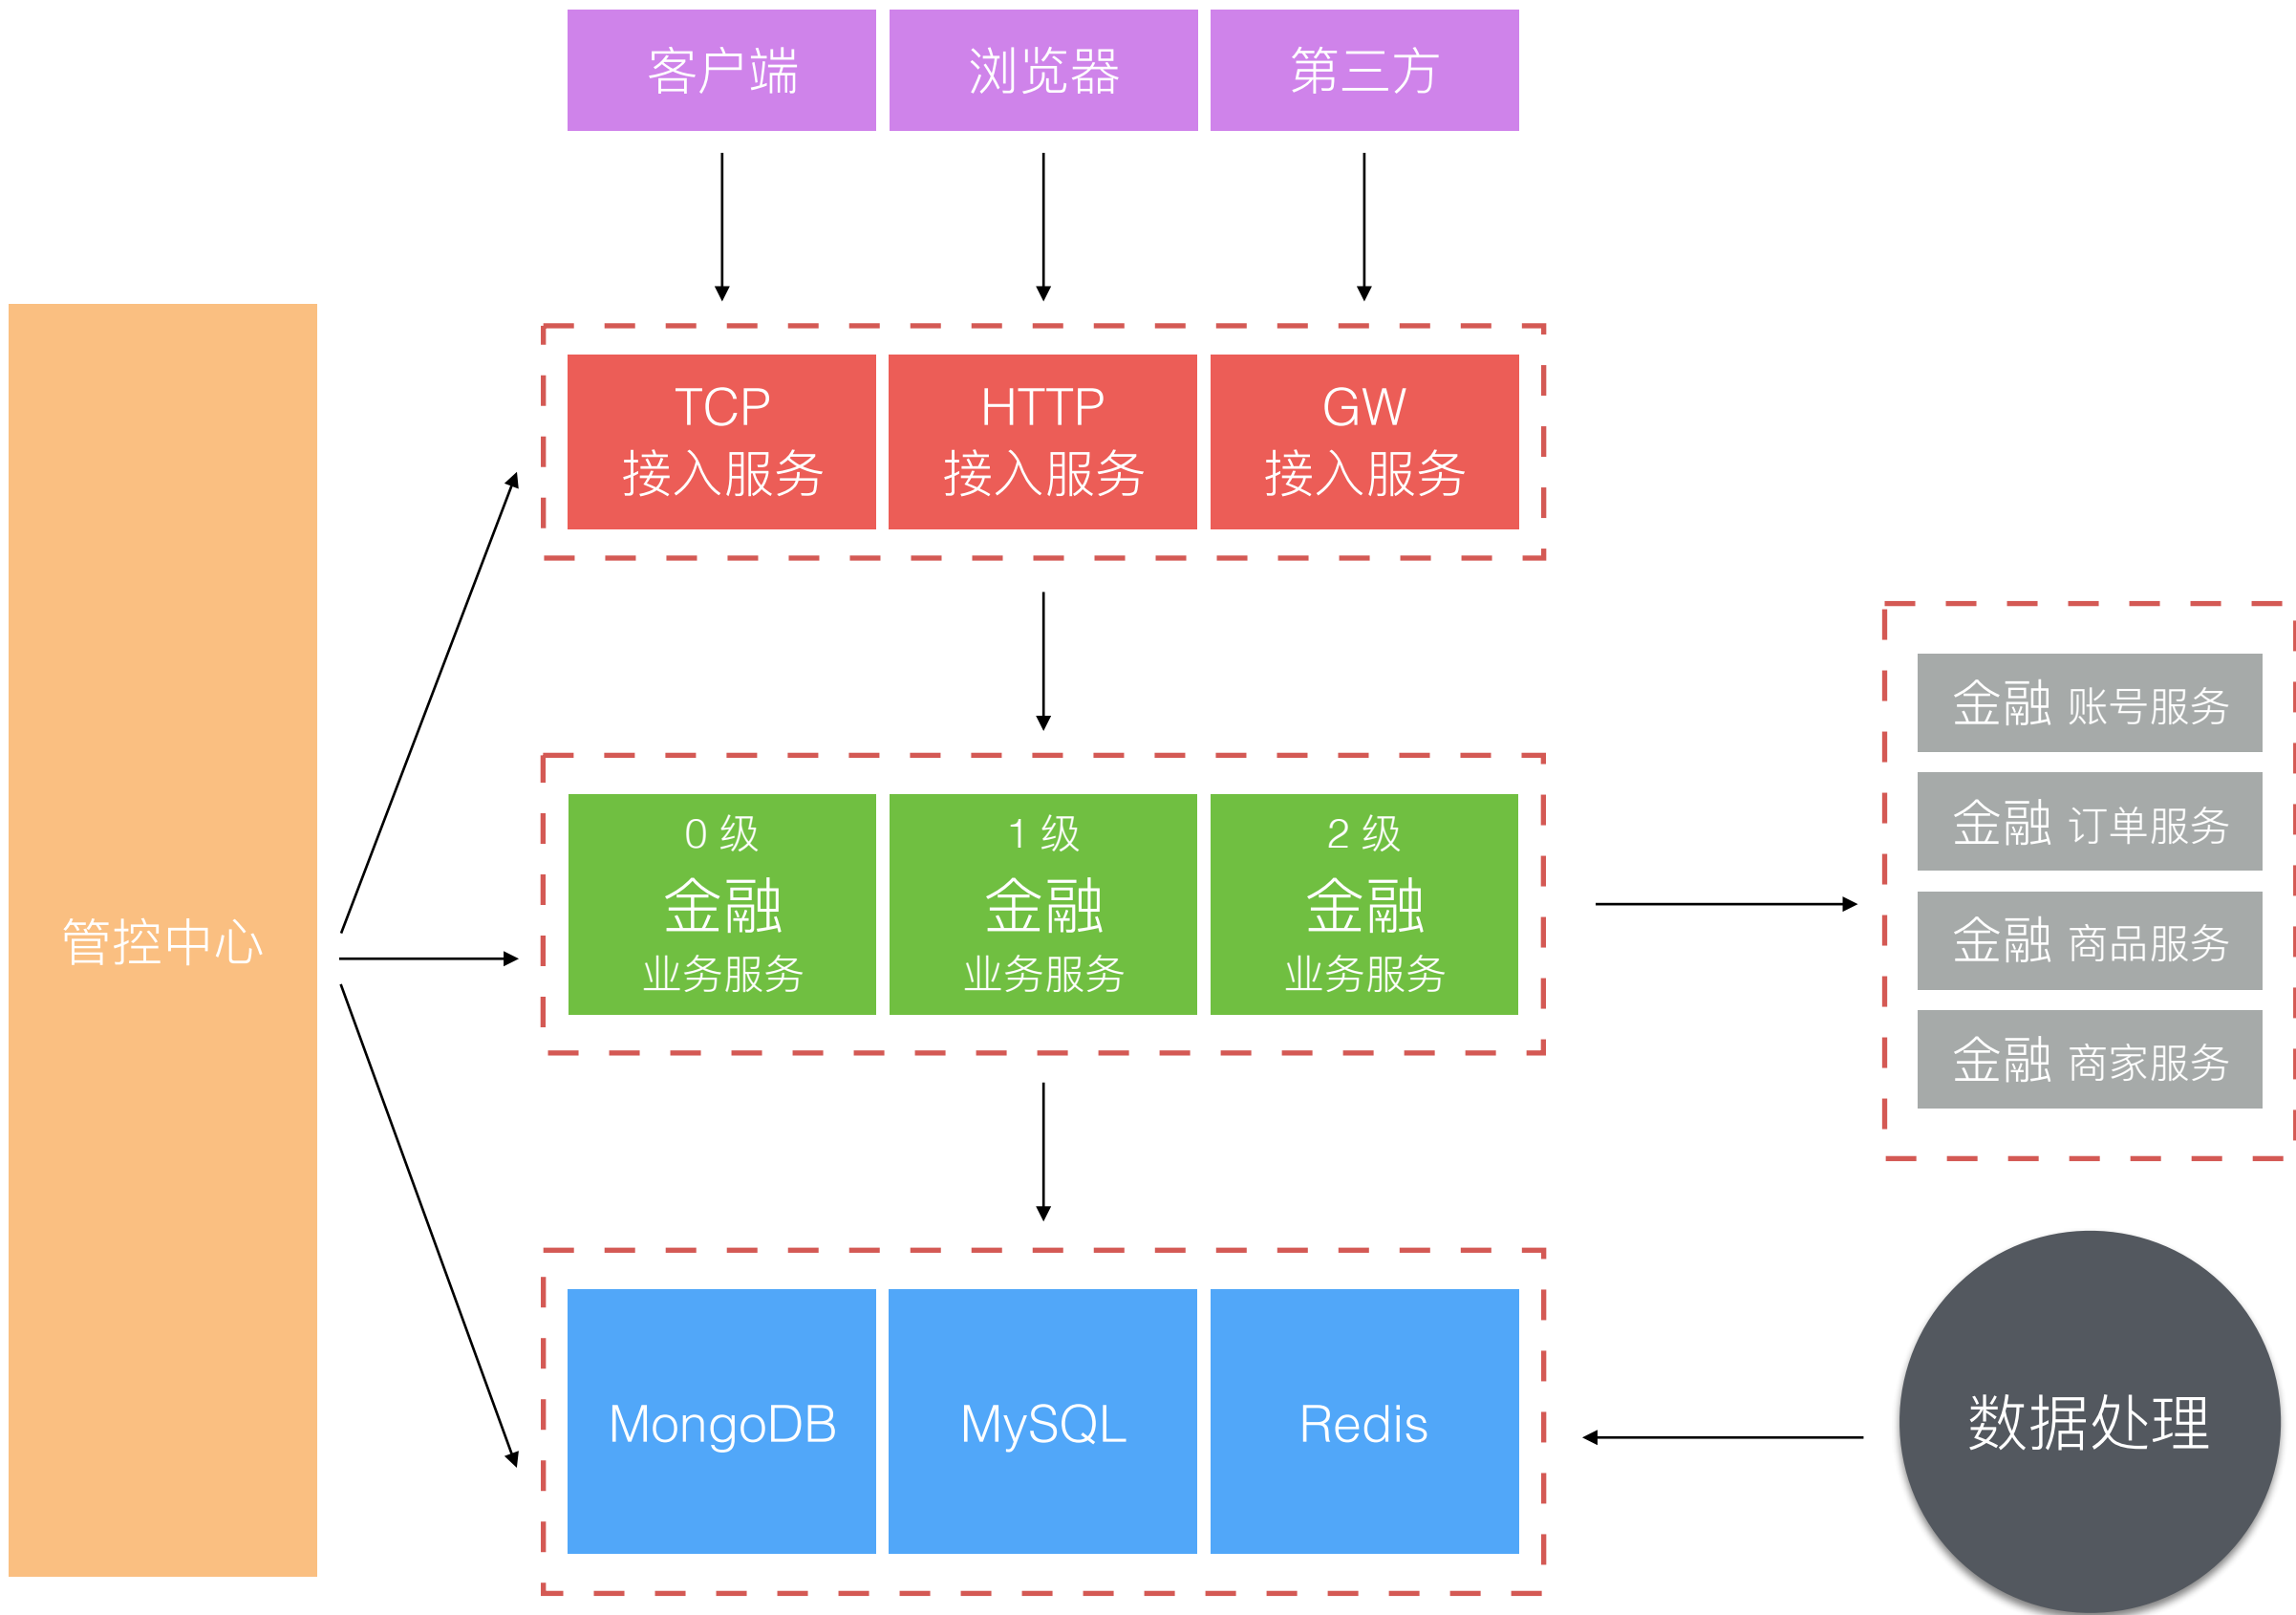 客户端
浏览器
第三方
TCP
接入服务
HTTP
接入服务
GW
接入服务
管控中心
0 级
金融
业务服务
1 级
金融
业务服务
2 级
金融
业务服务
金融 账号服务
金融 订单服务
金融 商品服务
金融 商家服务
MongoDB
MySQL
Redis
数据处理